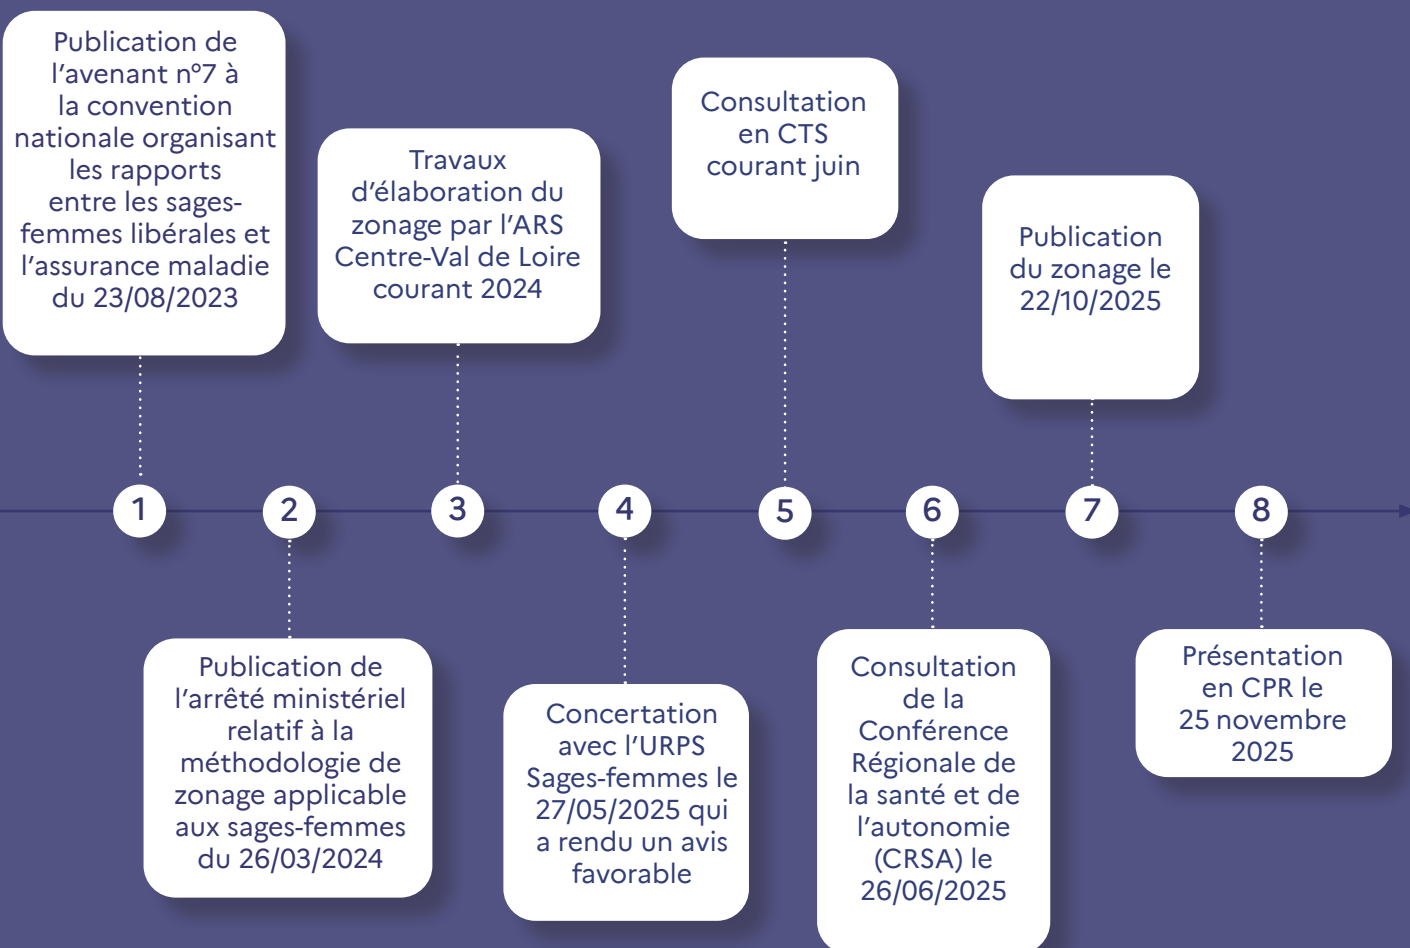 Publication de
l'avenant n°7 à
la convention
nationale organisant
les rapports
entre les sages-
femmes libérales et
l'assurance maladie
du 23/08/2023
Travaux
d'élaboration du
zonage par l'ARS
Centre-Val de Loire
courant 2024
Consultation
en CTS
courant juin
Publication
du zonage le
22/10/2025
1
2
3
4
5
6
7
8
Publication de
l'arrêté ministériel
relatif à la
méthodologie de
zonage applicable
aux sages-femmes
du 26/03/2024
Concertation
avec l'URPS
Sages-femmes le
27/05/2025 qui
a rendu un avis
favorable
Consultation
de la
Conférence
Régionale de
la santé et de
l'autonomie
(CRSA) le
26/06/2025
Présentation
en CPR le
25 novembre
2025